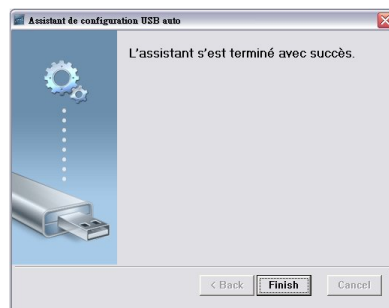 Assistant de configuration USB auto
L'assistant s'est terminé avec succès.
< Back
Finish
Cancel